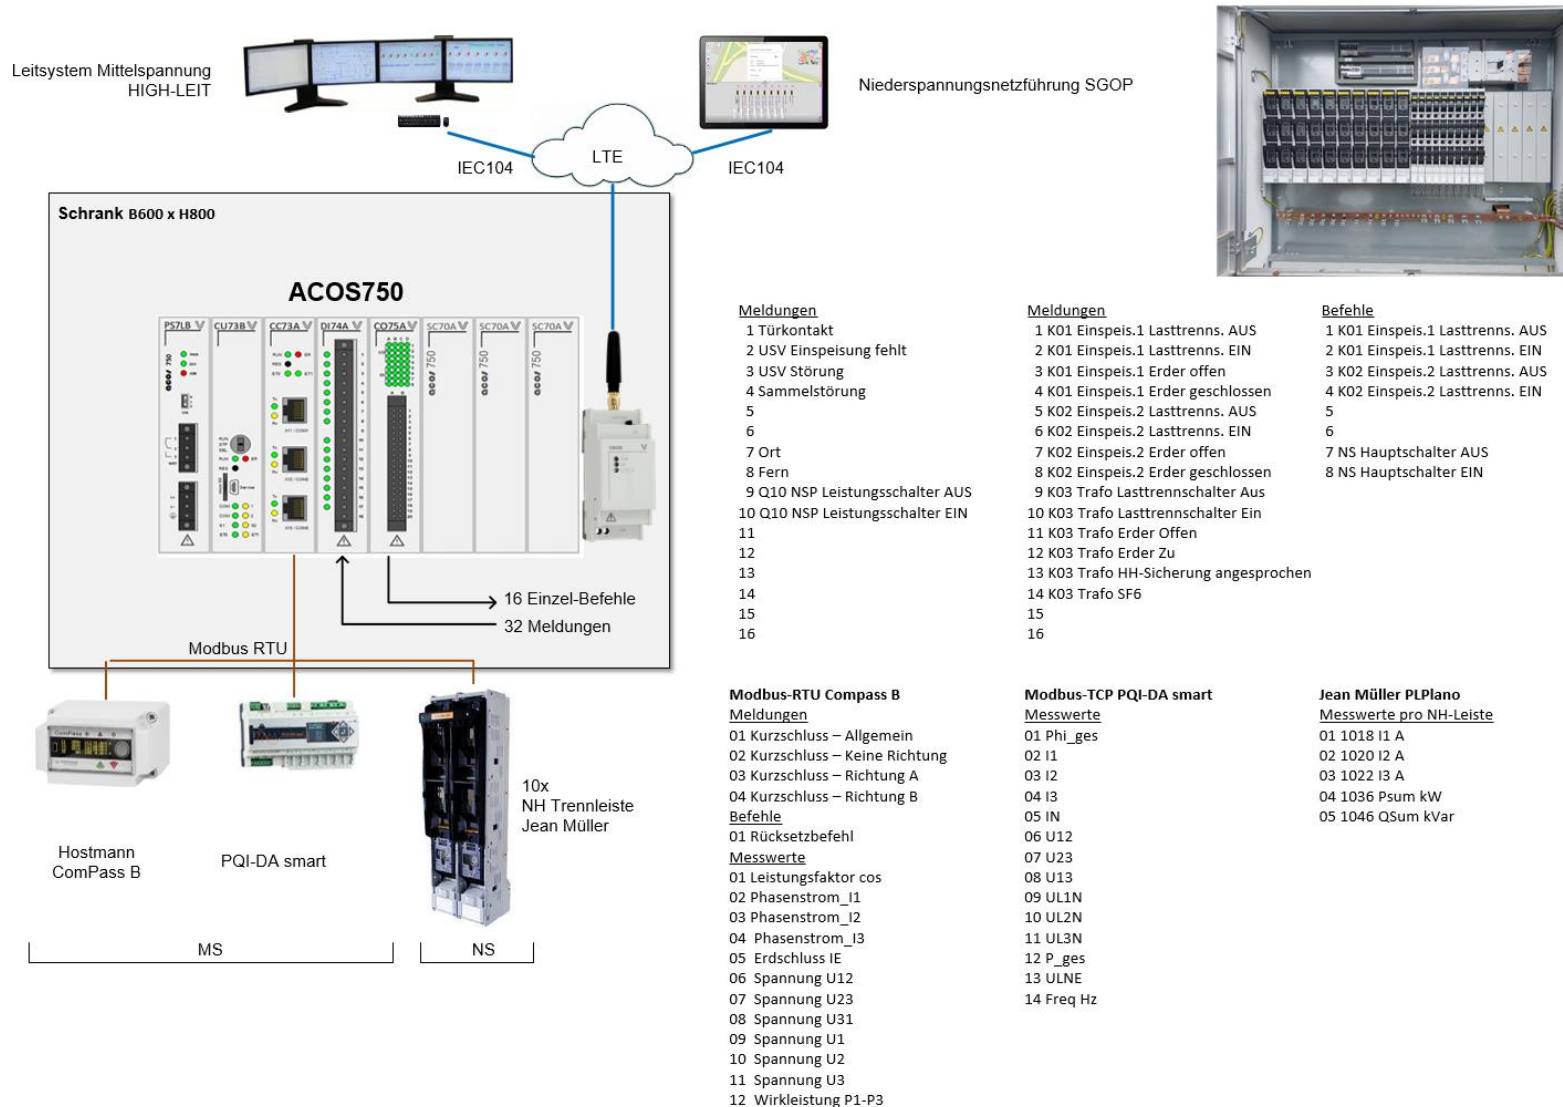 Leitsystem Mittelspannung
HIGH-LEIT
Niederspannungsnetzführung SGOP
LTE
IEC104
IEC104
Schrank B600 x H800
ACOS750
PS7LB
CU73B
CC73A
DI74A
CO75A
SC70A
SC70A
SC70A
acos 750
750
750
750
16 Einzel-Befehle
32 Meldungen
Modbus RTU
ComPass B
Hostmann
ComPass B
PQI-DA smart
10x
NH Trennleiste
Jean Müller
MS
NS
Meldungen
1 Türkontakt
2 USV Einspeisung fehlt
3 USV Störung
4 Sammelstörung
5
6
7 Ort
8 Fern
9 Q10 NSP Leistungsschalter AUS
10 Q10 NSP Leistungsschalter EIN
11
12
13
14
15
16
Meldungen
1 K01 Einspeis.1 Lasttrenns. AUS
2 K01 Einspeis.1 Lasttrenns. EIN
3 K01 Einspeis.1 Erder offen
4 K01 Einspeis.1 Erder geschlossen
5 K02 Einspeis.2 Lasttrenns. AUS
6 K02 Einspeis.2 Lasttrenns. EIN
7 K02 Einspeis.2 Erder offen
8 K02 Einspeis.2 Erder geschlossen
9 K03 Trafo Lasttrennschalter Aus
10 K03 Trafo Lasttrennschalter Ein
11 K03 Trafo Erder Offen
12 K03 Trafo Erder Zu
13 K03 Trafo HH-Sicherung angesprochen
14 K03 Trafo SF6
15
16
Befehle
1 K01 Einspeis.1 Lasttrenns. AUS
2 K01 Einspeis.1 Lasttrenns. EIN
3 K02 Einspeis.2 Lasttrenns. AUS
4 K02 Einspeis.2 Lasttrenns. EIN
5
6
7 NS Hauptschalter AUS
8 NS Hauptschalter EIN
Modbus-RTU Compass B
Meldungen
01 Kurzschluss – Allgemein
02 Kurzschluss – Keine Richtung
03 Kurzschluss – Richtung A
04 Kurzschluss – Richtung B
Befehle
01 Rücksetzbefehl
Messwerte
01 Leistungsfaktor cos
02 Phasenstrom_I1
03 Phasenstrom_I2
04 Phasenstrom_I3
05 Erdschluss IE
06 Spannung U12
07 Spannung U23
08 Spannung U31
09 Spannung U1
10 Spannung U2
11 Spannung U3
12 Wirkleistung P1-P3
Modbus-TCP PQI-DA smart
Messwerte
01 Phi_ges
02 I1
03 I2
04 I3
05 IN
06 U12
07 U23
08 U13
09 UL1N
10 UL2N
11 UL3N
12 P_ges
13 ULNE
14 Freq Hz
Jean Müller PLPlano
Messwerte pro NH-Leiste
01 1018 I1 A
02 1020 I2 A
03 1022 I3 A
04 1036 Psum kW
05 1046 QSum kVar